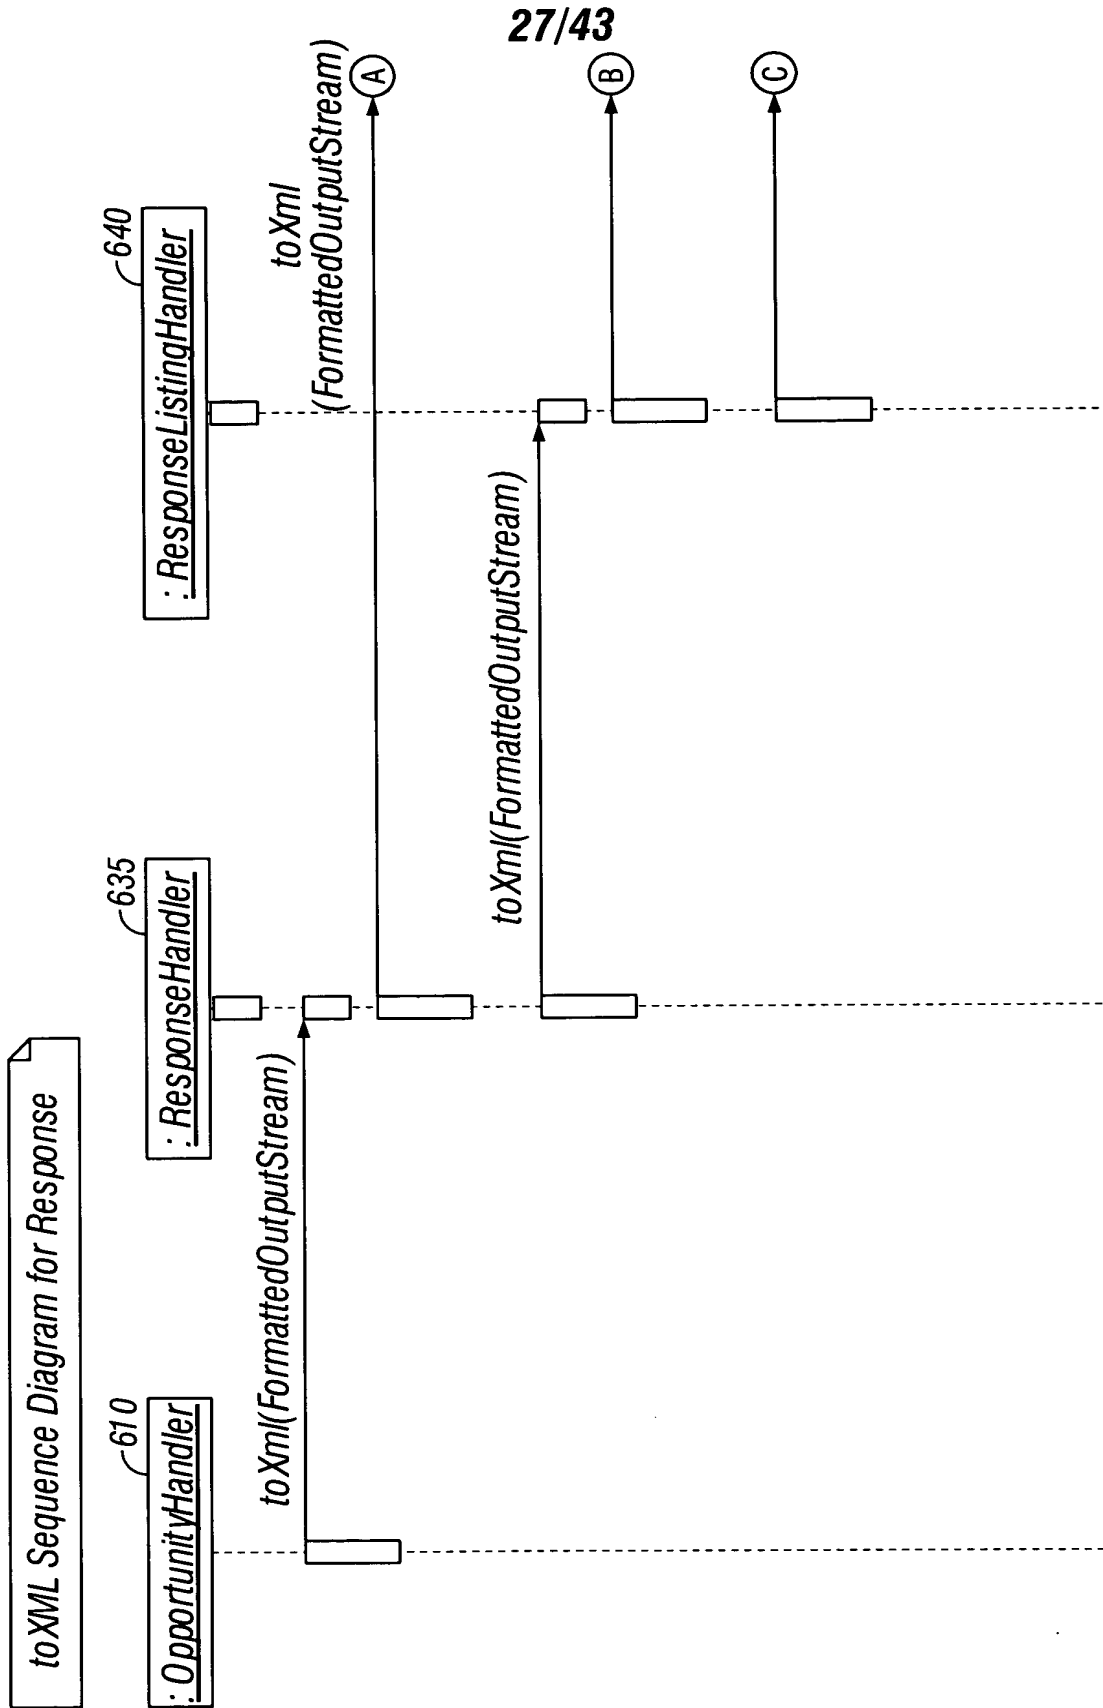 27/43
toXML Sequence Diagram for Response
610
: OpportunityHandler
635
: ResponseHandler
640
: ResponseListingHandler
toXml(FormattedOutputStream)
toXml
(FormattedOutputStream)
A
toXml(FormattedOutputStream)
B
C